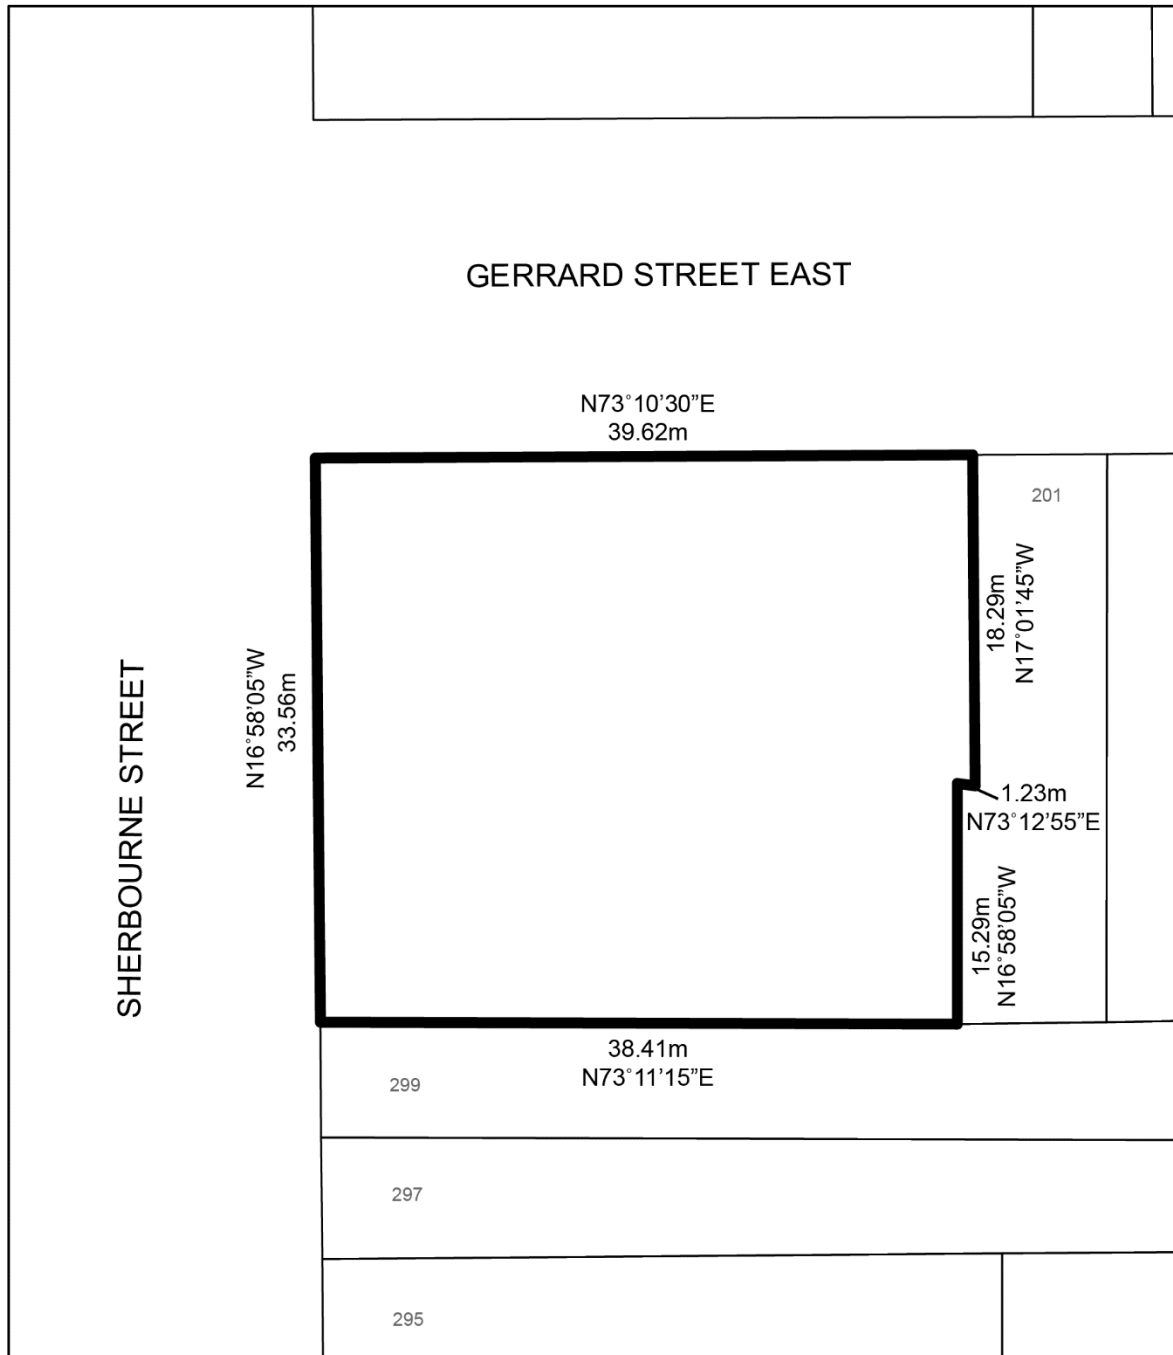 GERRARD STREET EAST
N73°10'30"E
39.62m
201
18.29m
N17°01'45"W
SHERBOURNE STREET
N16°58'05"W
33.56m
1.23m
N73°12'55"E
15.29m
N16°58'05"W
38.41m
N73°11'15"E
299
297
295